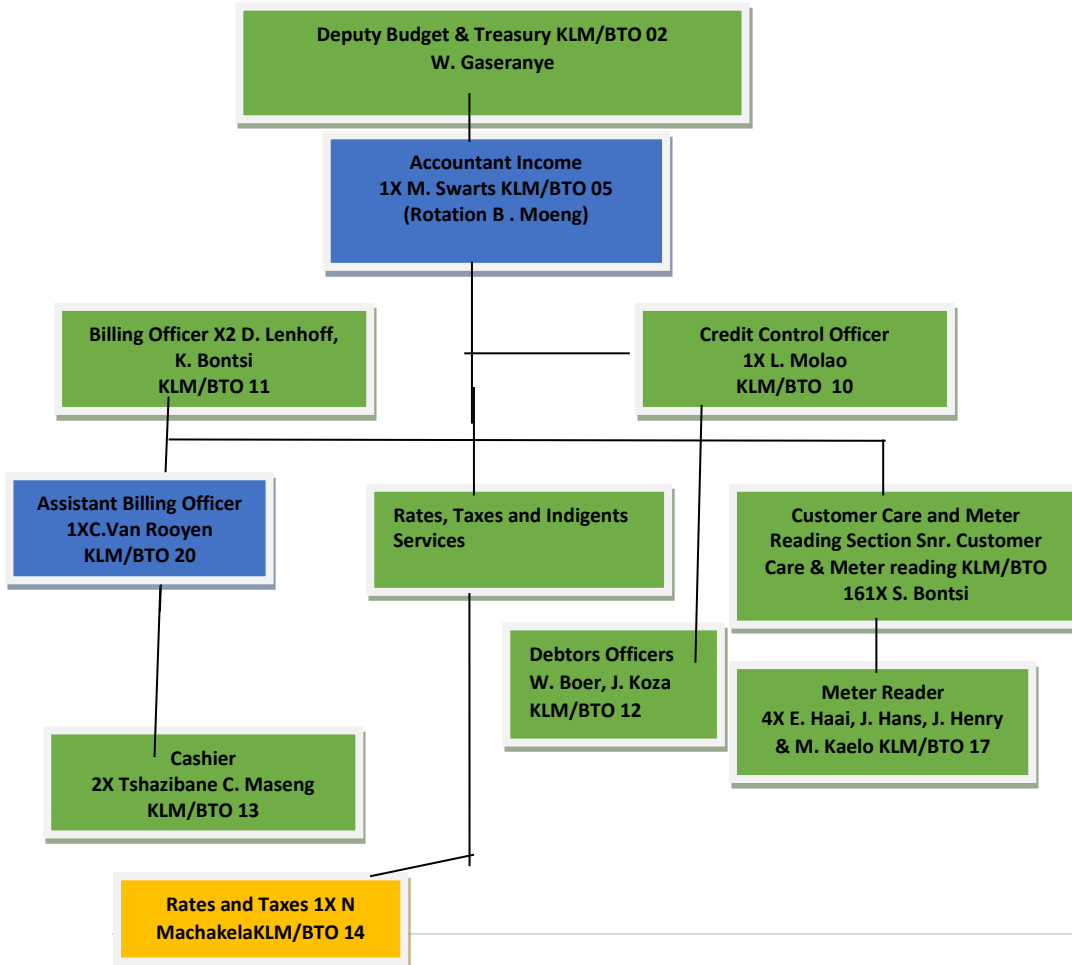 Deputy Budget & Treasury KLM/BTO 02
W. Gaseranye
Accountant Income
1X M. Swarts KLM/BTO 05
(Rotation B . Moeng)
Billing Officer X2 D. Lenhoff,
K. Bontsi
KLM/BTO 11
Credit Control Officer
1X L. Molao
KLM/BTO  10
Assistant Billing Officer
1XC.Van Rooyen
KLM/BTO 20
Rates, Taxes and Indigents
Services
Customer Care and Meter
Reading Section Snr. Customer
Care & Meter reading KLM/BTO
161X S. Bontsi
Debtors Officers
W. Boer, J. Koza
KLM/BTO 12
Meter Reader
4X E. Haai, J. Hans, J. Henry
& M. Kaelo KLM/BTO 17
Cashier
2X Tshazibane C. Maseng
KLM/BTO 13
Rates and Taxes 1X N
MachakelaKLM/BTO 14